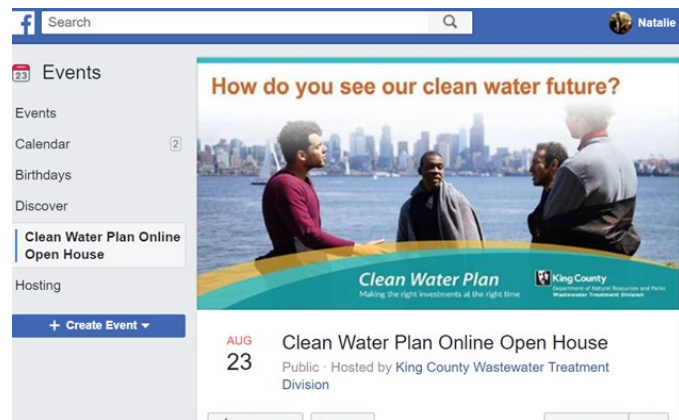 f
Search
Natalie
23
Events
Events
Calendar
2
Birthdays
Discover
Clean Water Plan Online
Open House
Hosting
+ Create Event
How do you see our clean water future?
Clean Water Plan
Making the right investments at the right time
King County
Department of Natural Resources and Parks
Wastewater Treatment Division
AUG
23
Clean Water Plan Online Open House
Public · Hosted by King County Wastewater Treatment
Division